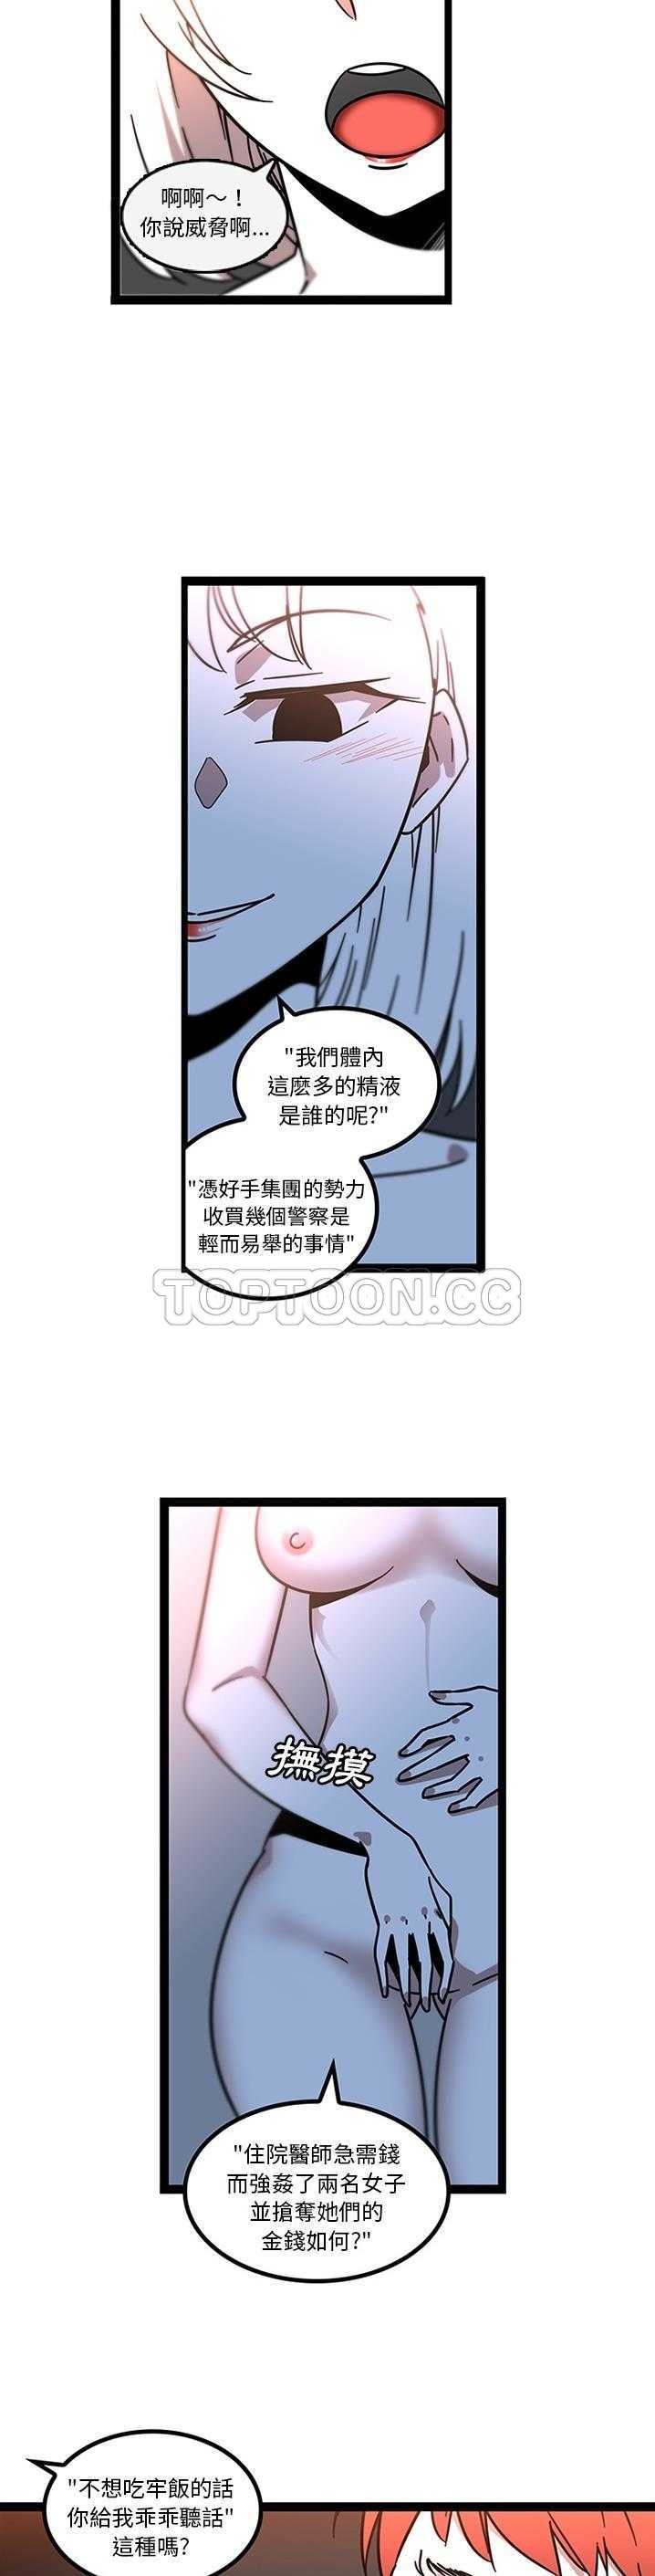 啊啊～！
你說威脅啊...
"我們體內
這麽多的精液
是誰的呢?"
"憑好手集團的勢力
收買幾個警察是
輕而易舉的事情"
TOPTOON.CC
撫摸
"住院醫師急需錢
而強姦了兩名女子
並搶奪她們的
金錢如何?"
"不想吃牢飯的話
你給我乖乖聽話"
這種嗎?